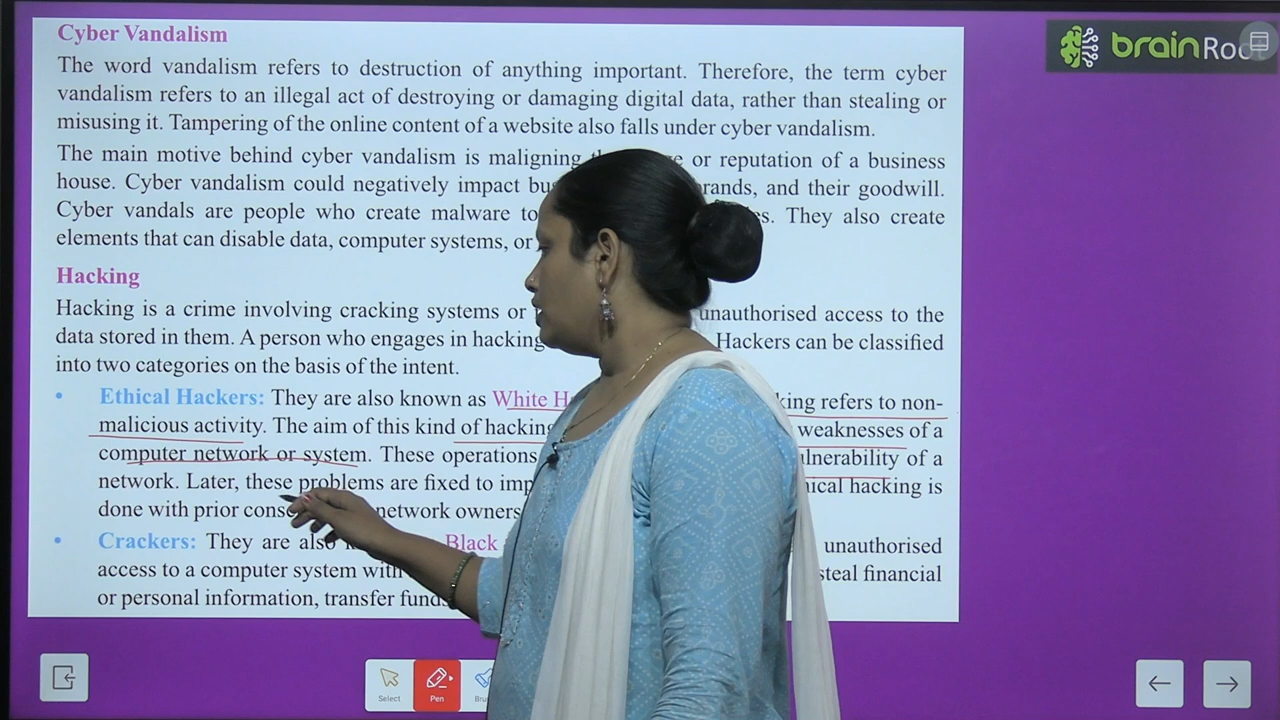 Cyber Vandalism
The word vandalism refers to destruction of anything important. Therefore, the term cyber
vandalism refers to an illegal act of destroying or damaging digital data, rather than stealing or
misusing it. Tampering of the online content of a website also falls under cyber vandalism.
The main motive behind cyber vandalism is maligning or reputation of a business
house. Cyber vandalism could negatively impact brands, and their goodwill.
Cyber vandals are people who create malware to They also create
elements that can disable data, computer systems, or
Hacking
Hacking is a crime involving cracking systems or unauthorised access to the
data stored in them. A person who engages in hacking Hackers can be classified
into two categories on the basis of the intent.
• Ethical Hackers: They are also known as White refers to non-
malicious activity. The aim of this kind of hacking weaknesses of a
computer network or system. These operations vulnerability of a
network. Later, these problems are fixed to hacking is
done with prior network owners
• Crackers: They are also Black unauthorised
access to a computer system steal financial
or personal information, transfer
brain
Select
Pen